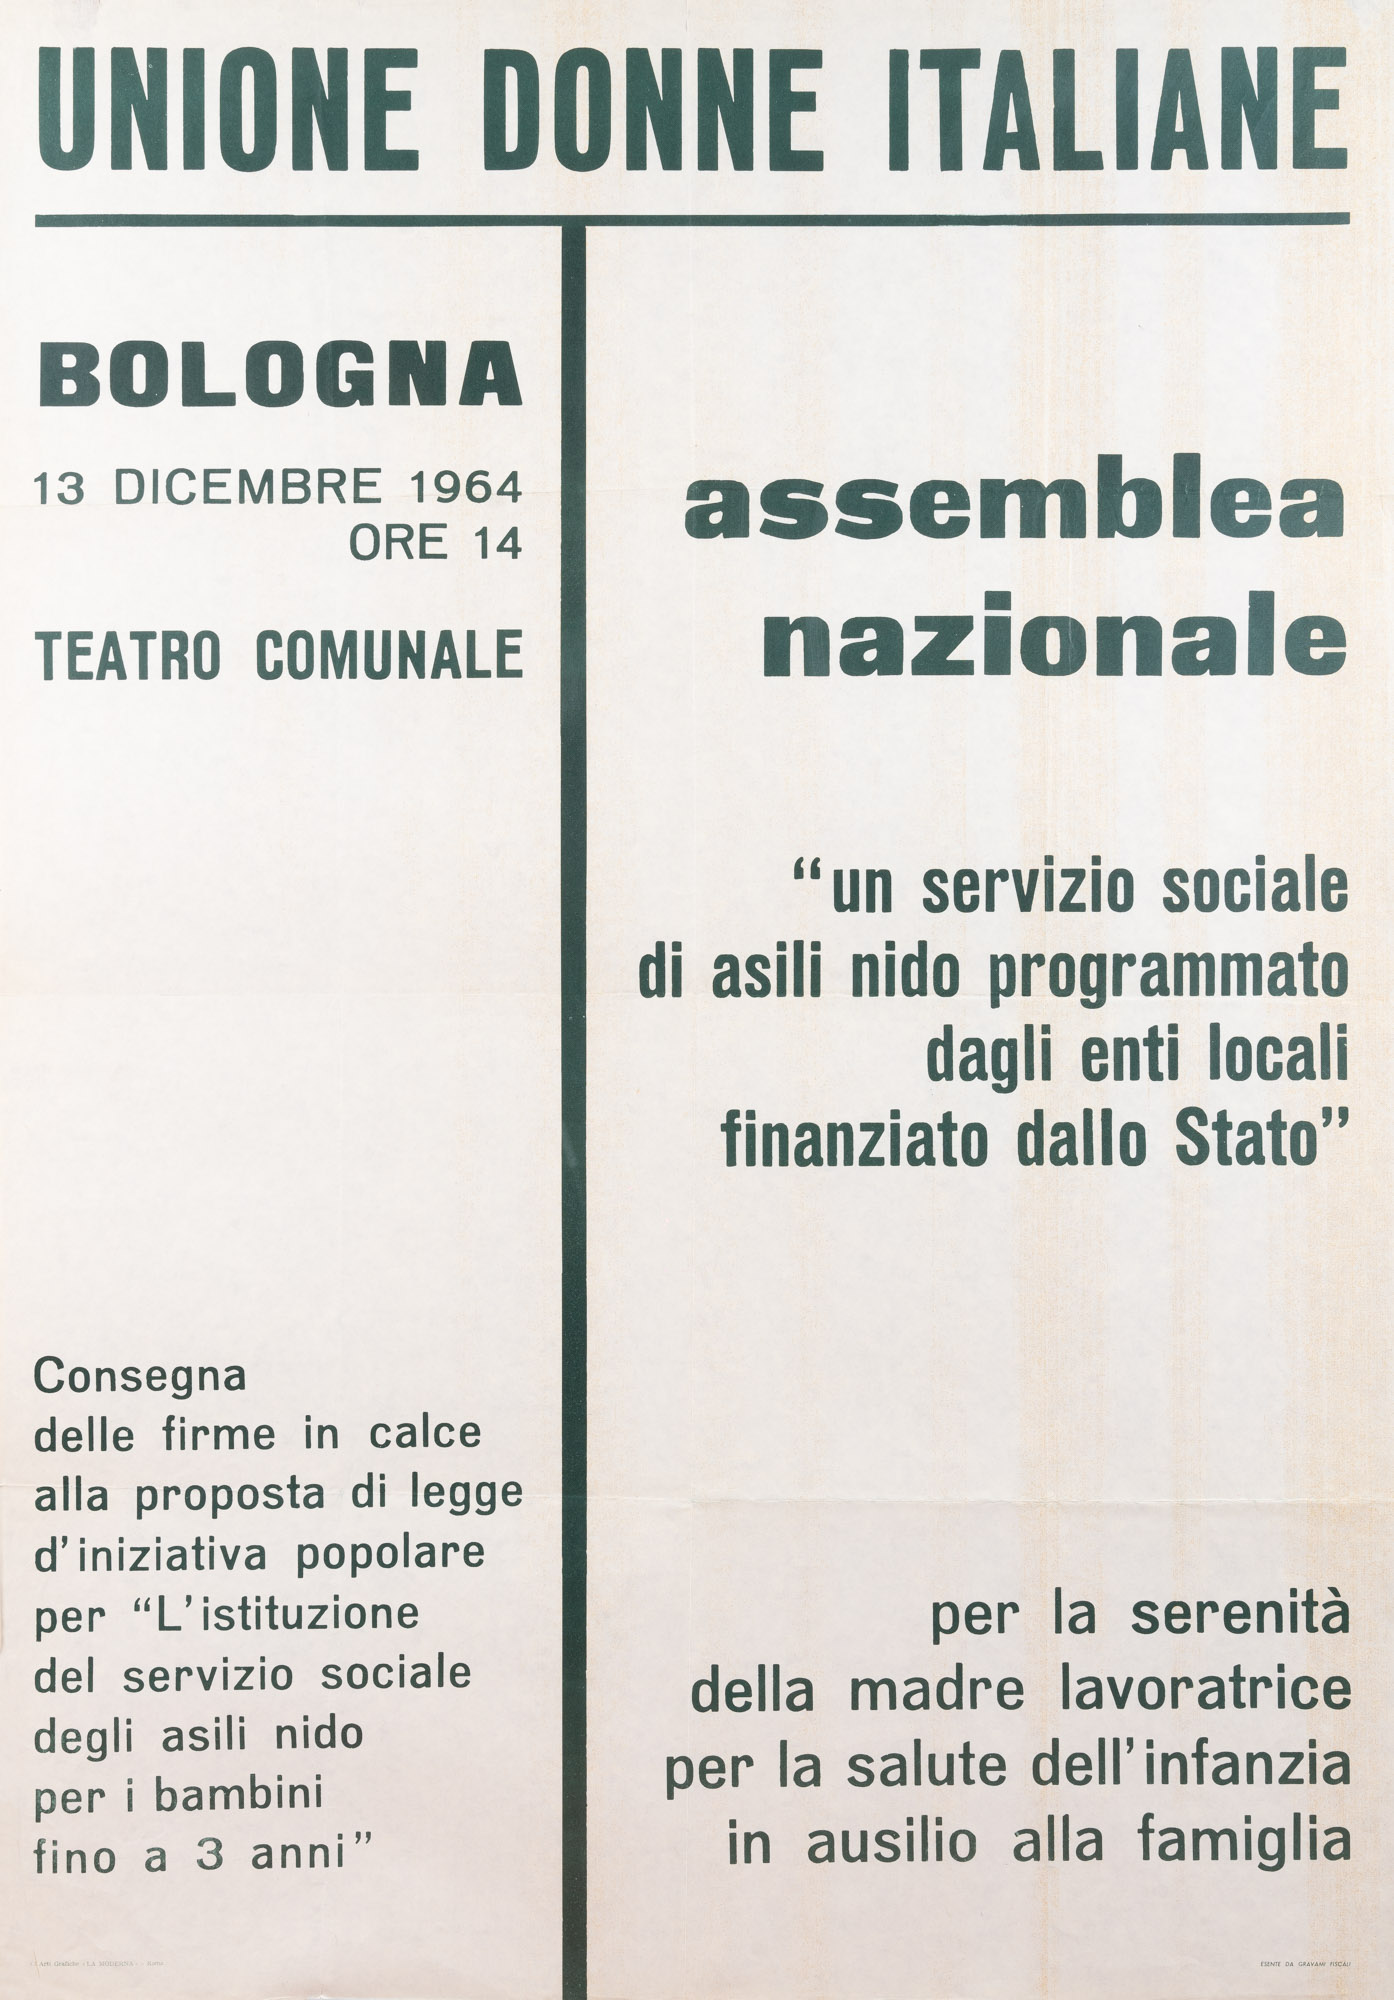 UNIONE DONNE ITALIANE
BOLOGNA
13 DICEMBRE 1964
ORE 14
TEATRO COMUNALE
assemblea
nazionale
“un servizio sociale
di asili nido programmato
dagli enti locali
finanziato dallo Stato”
Consegna
delle firme in calce
alla proposta di legge
d’iniziativa popolare
per “L’istituzione
del servizio sociale
degli asili nido
per i bambini
fino a 3 anni”
per la serenità
della madre lavoratrice
per la salute dell’infanzia
in ausilio alla famiglia
Arti Grafiche «LA MODERNA» - Roma
ESENTE DA GRAVAMI FISCALI